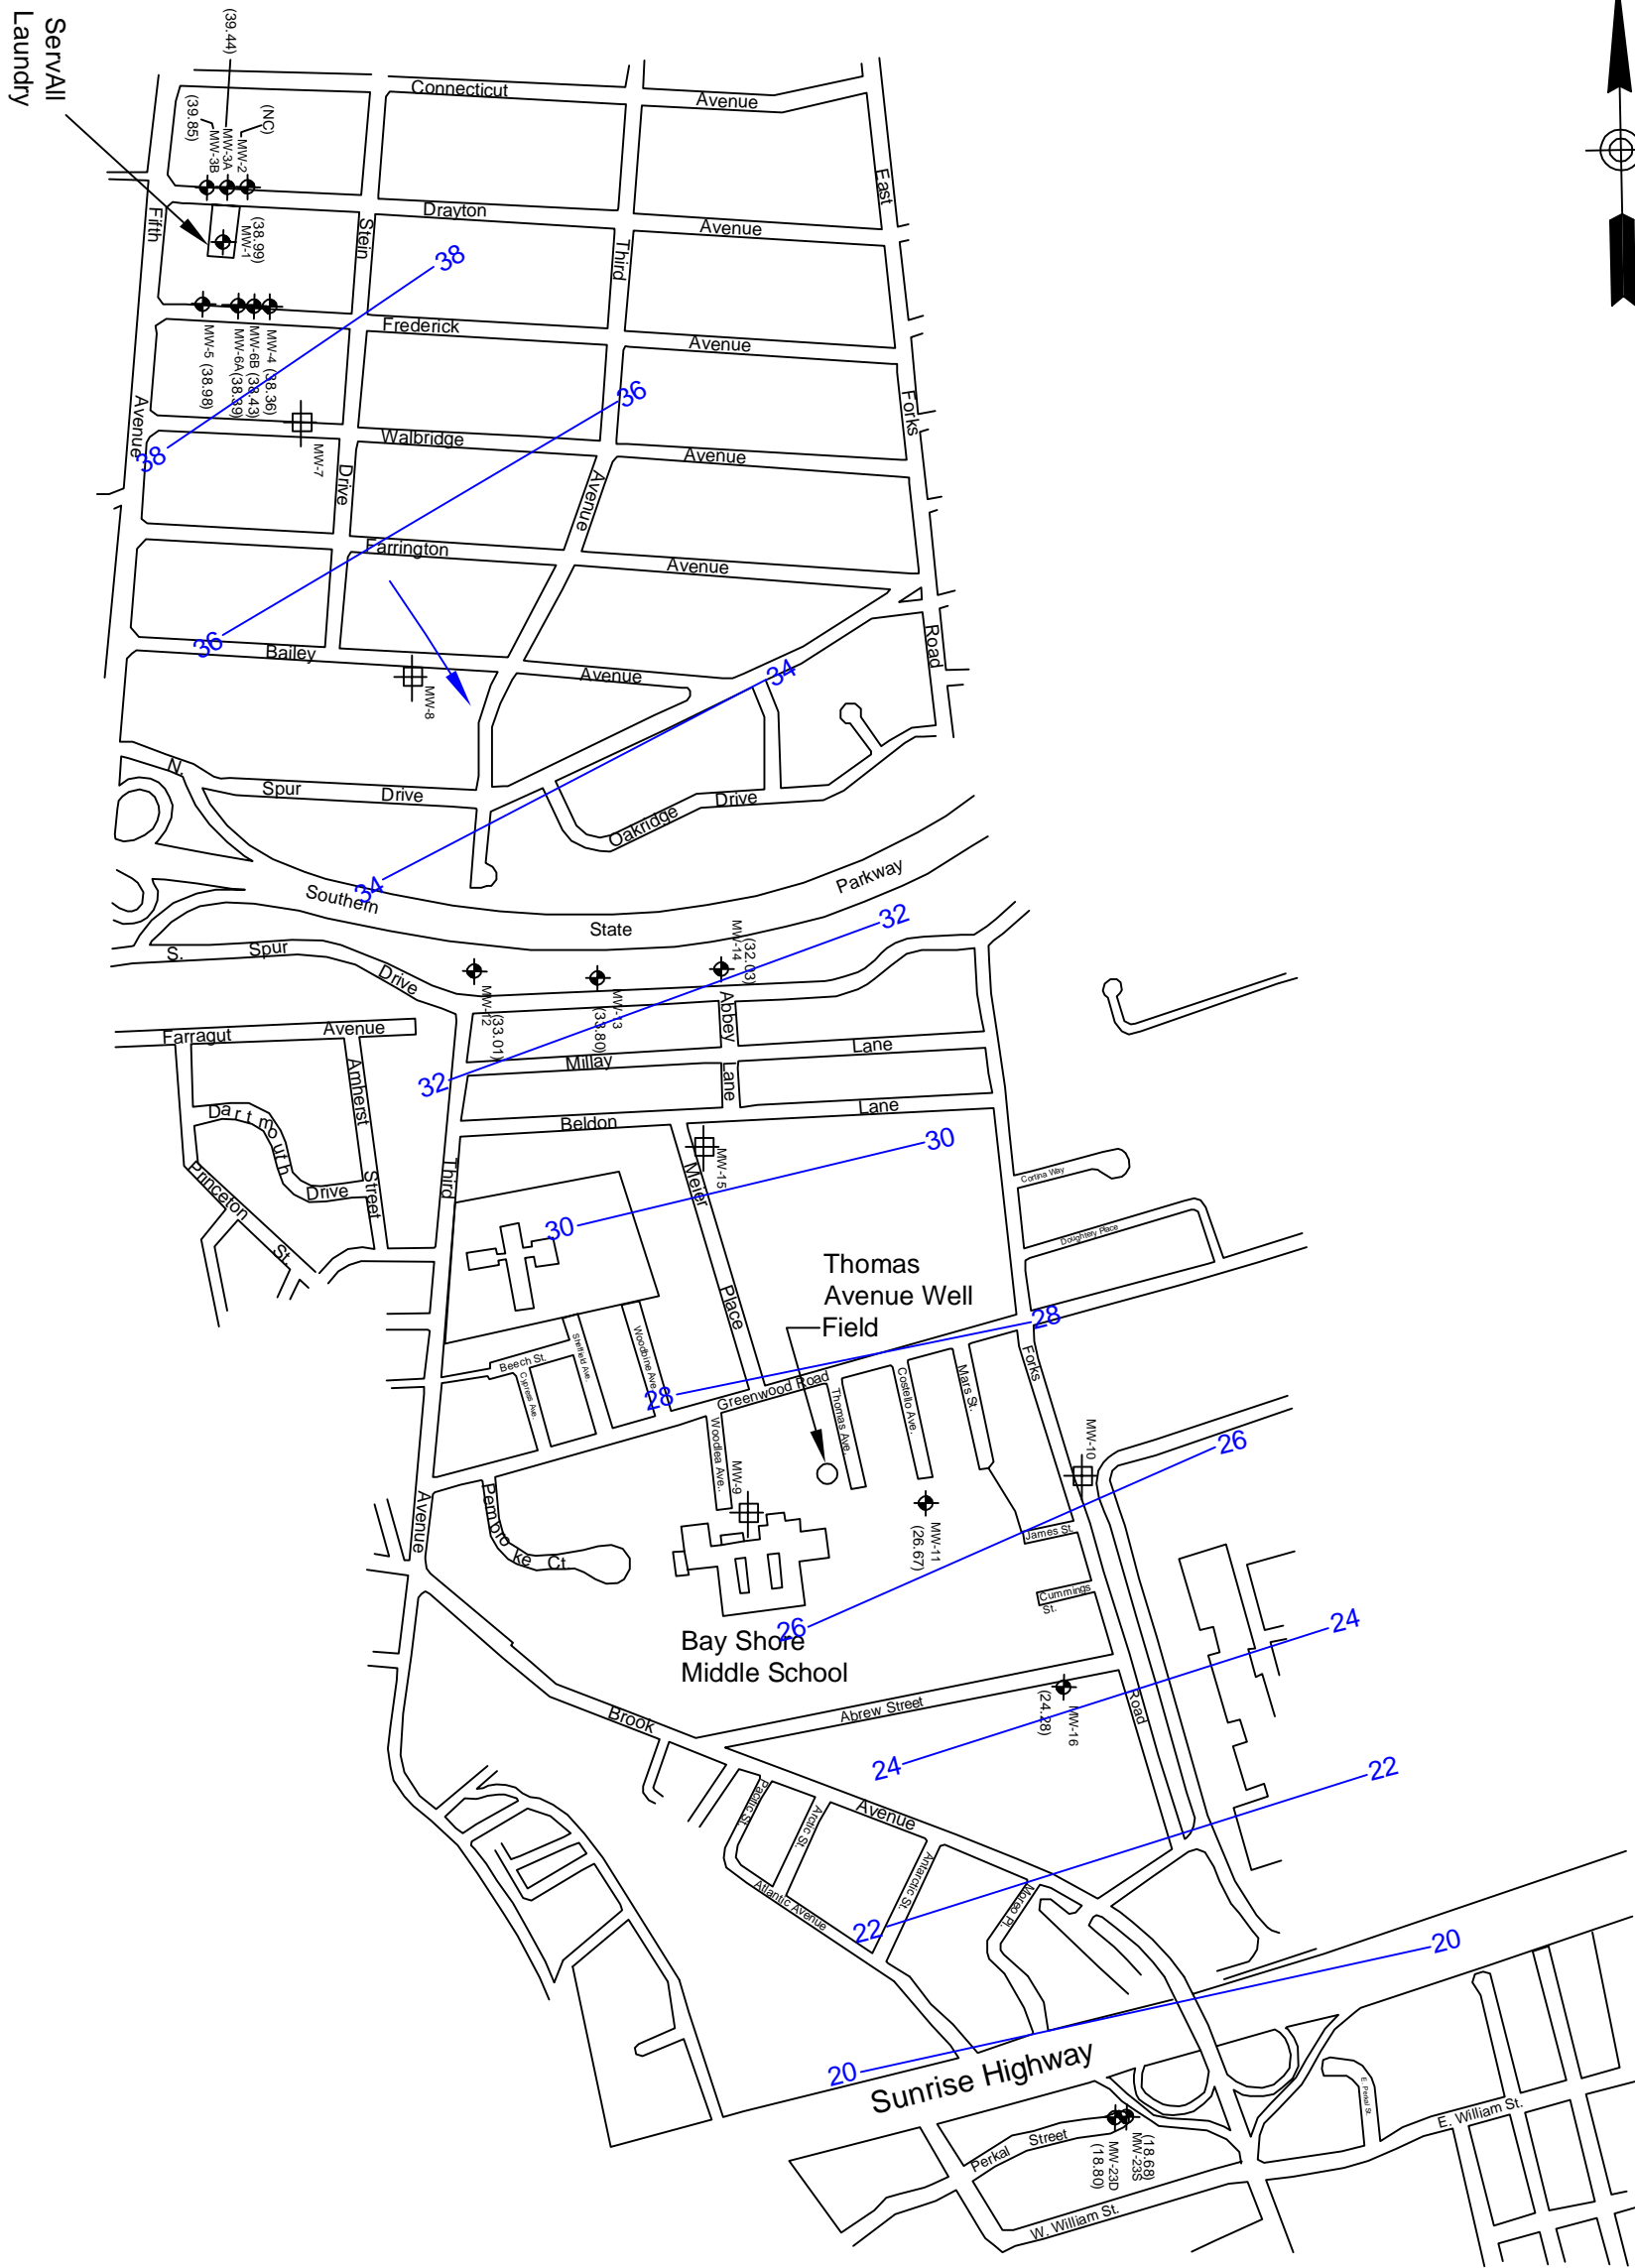 ServAll
Laundry
(39.44)
(39.85)
(NC)
MW-2
MW-3A
MW-3B
(38.99)
MW-1
MW-4 (38.36)
MW-6B (38.43)
MW-6A (38.39)
MW-5 (38.98)
MW-7
MW-8
Connecticut Avenue
Drayton Avenue
Frederick Avenue
Walbridge Avenue
Farrington Avenue
Bailey Avenue
Fifth Avenue
Stein Drive
Third Avenue
East Forks Road
38
38
36
36
34
34
N. Spur Drive
Oakridge Drive
Southern State Parkway
32
32
S. Spur Drive
MW-12
(33.01)
MW-13
(33.80)
MW-14
(32.03)
Abbey Lane
Millay Lane
Beldon Lane
Farragut Avenue
Amherst Street
Dartmouth Drive
Princeton St.
Third Avenue
MW-15
Meier Place
30
30
Cortina Way
Doughtery Place
Thomas
Avenue Well
Field
28
28
Beech St.
Cypress Ave.
Sheffield Ave.
Woodbine Ave.
Greenwood Road
Woodlea Ave.
Thomas Ave.
Costello Ave.
Mars St.
Forks Road
MW-10
MW-9
MW-11
(26.67)
26
26
Pembroke Ct.
James St.
Cummings
St.
Bay Shore
Middle School
24
24
Abrew Street
MW-16
(24.28)
Brook Avenue
22
22
Pacific St.
Arctic St.
Antarctic St.
Atlantic Avenue
Moreo Pl.
20
20
Sunrise Highway
Perkal Street
(18.68)
MW-23S
MW-23D
(18.80)
E. Perkal St.
E. William St.
W. William St.